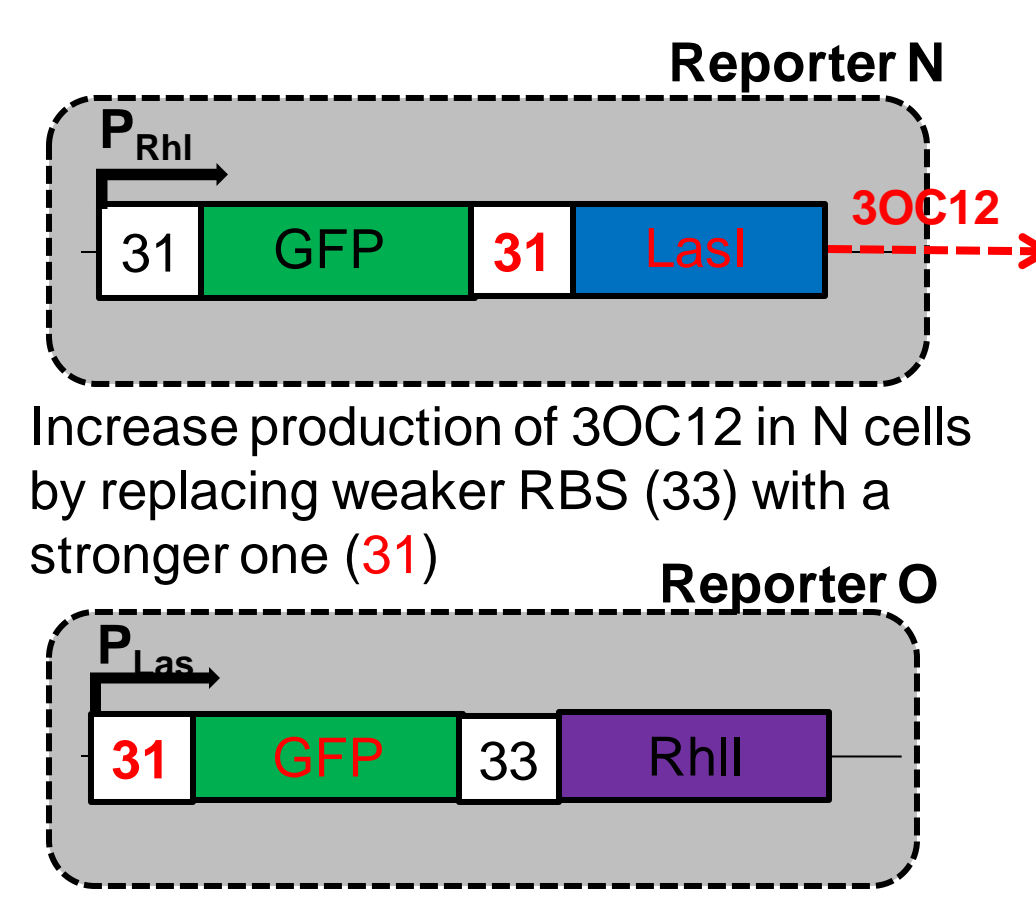 Reporter N
PRhl
3OC12
31 GFP 31 LasI
Increase production of 3OC12 in N cells
by replacing weaker RBS (33) with a
stronger one (31)
Reporter O
PLas
31 GFP 33 RhlI